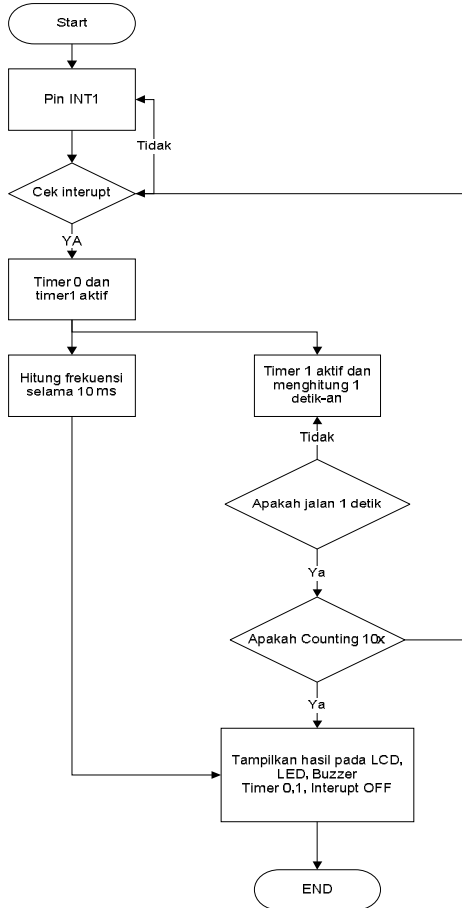 Start
Pin INT1
Tidak
Cek interupt
YA
Timer 0 dan
timer1 aktif
Hitung frekuensi
selama 10 ms
Timer 1 aktif dan
menghitung 1
detik-an
Tidak
Apakah jalan 1 detik
Ya
Apakah Counting 10x
Ya
Tampilkan hasil pada LCD,
LED, Buzzer
Timer 0,1, Interupt OFF
END